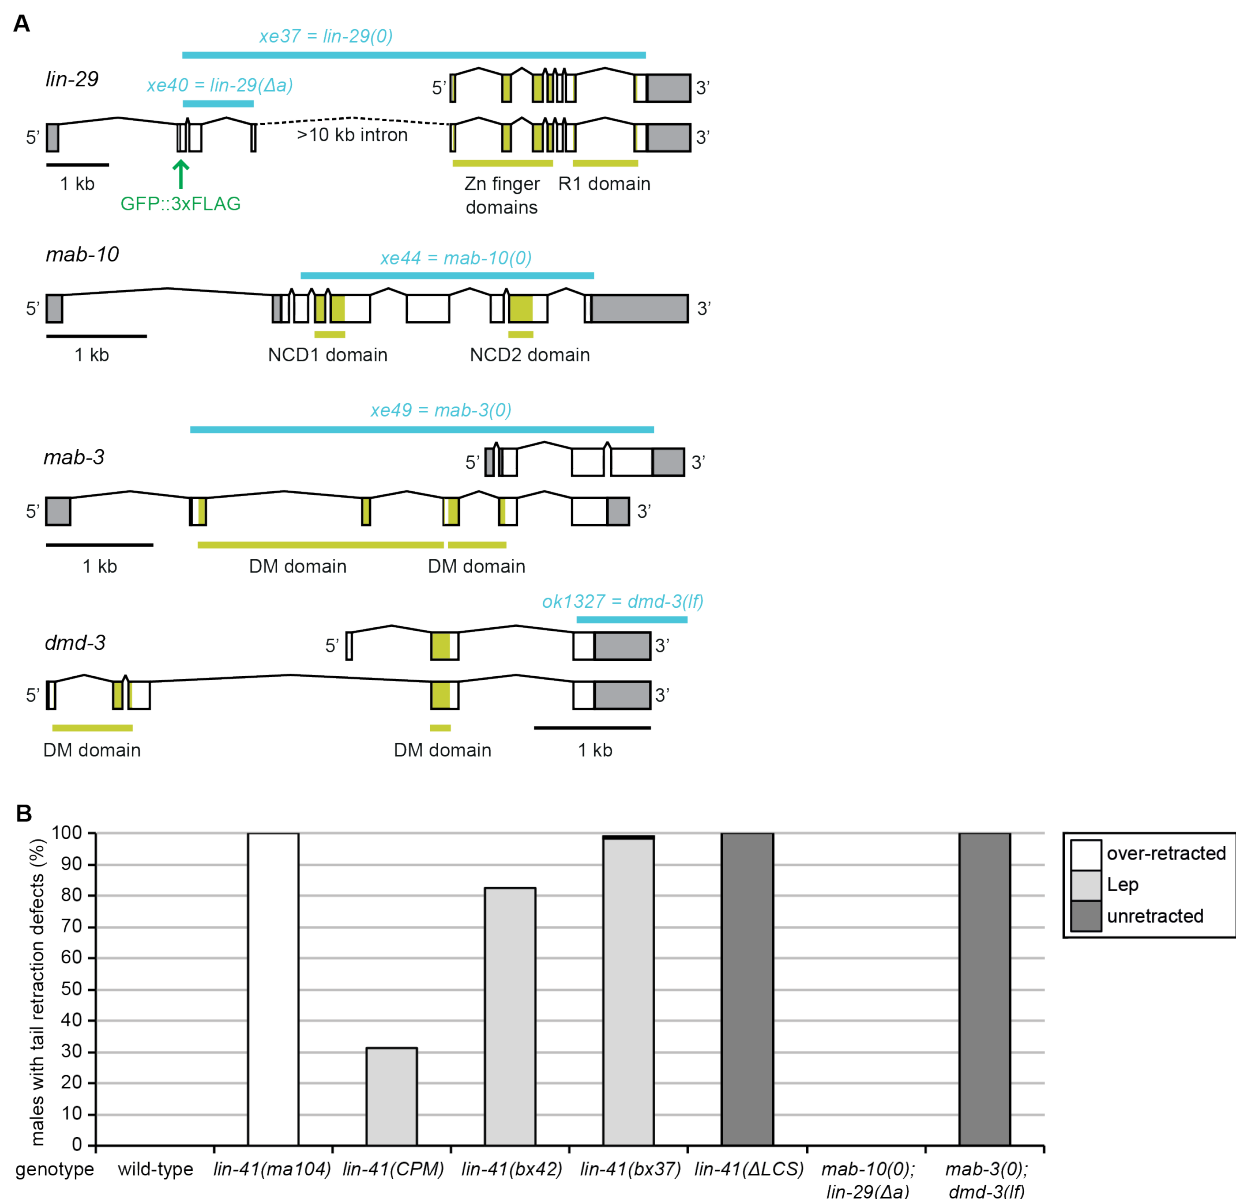 A
xe37 = lin-29(0)
lin-29
xe40 = lin-29(Δa)
5’
3’
5’
>10 kb intron
3’
1 kb
Zn finger
domains
R1 domain
GFP::3xFLAG
mab-10
xe44 = mab-10(0)
5’
3’
1 kb
NCD1 domain
NCD2 domain
xe49 = mab-3(0)
mab-3
5’
3’
5’
3’
1 kb
DM domain
DM domain
ok1327 = dmd-3(lf)
dmd-3
5’
3’
5’
3’
DM domain
DM domain
1 kb
B
males with tail retraction defects (%)
100
90
80
70
60
50
40
30
20
10
0
over-retracted
Lep
unretracted
genotype
wild-type
lin-41(ma104)
lin-41(CPM)
lin-41(bx42)
lin-41(bx37)
lin-41(ΔLCS)
mab-10(0);
lin-29(Δa)
mab-3(0);
dmd-3(lf)